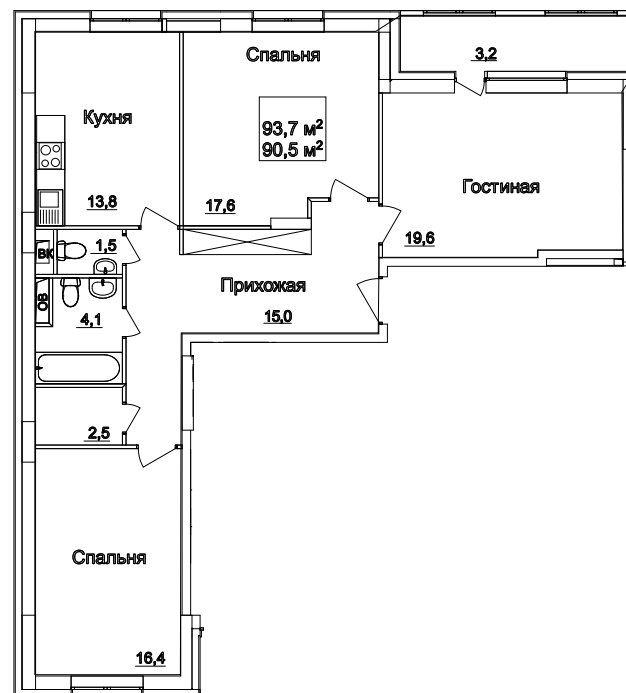 Спальня
3,2
Кухня
93,7 м²
90,5 м²
Гостиная
13,8
17,6
19,6
1,5
ВК
Прихожая
ОВ
4,1
15,0
2,5
Спальня
16,4